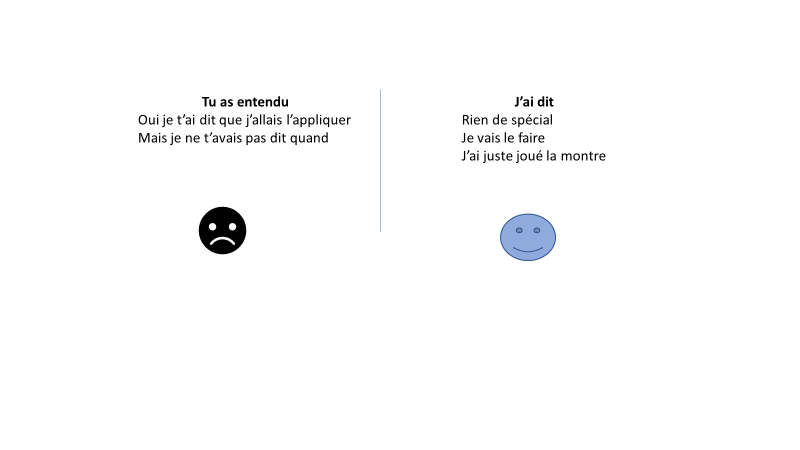 Tu as entendu
Oui je t’ai dit que j’allais l’appliquer
Mais je ne t’avais pas dit quand
J’ai dit
Rien de spécial
Je vais le faire
J’ai juste joué la montre